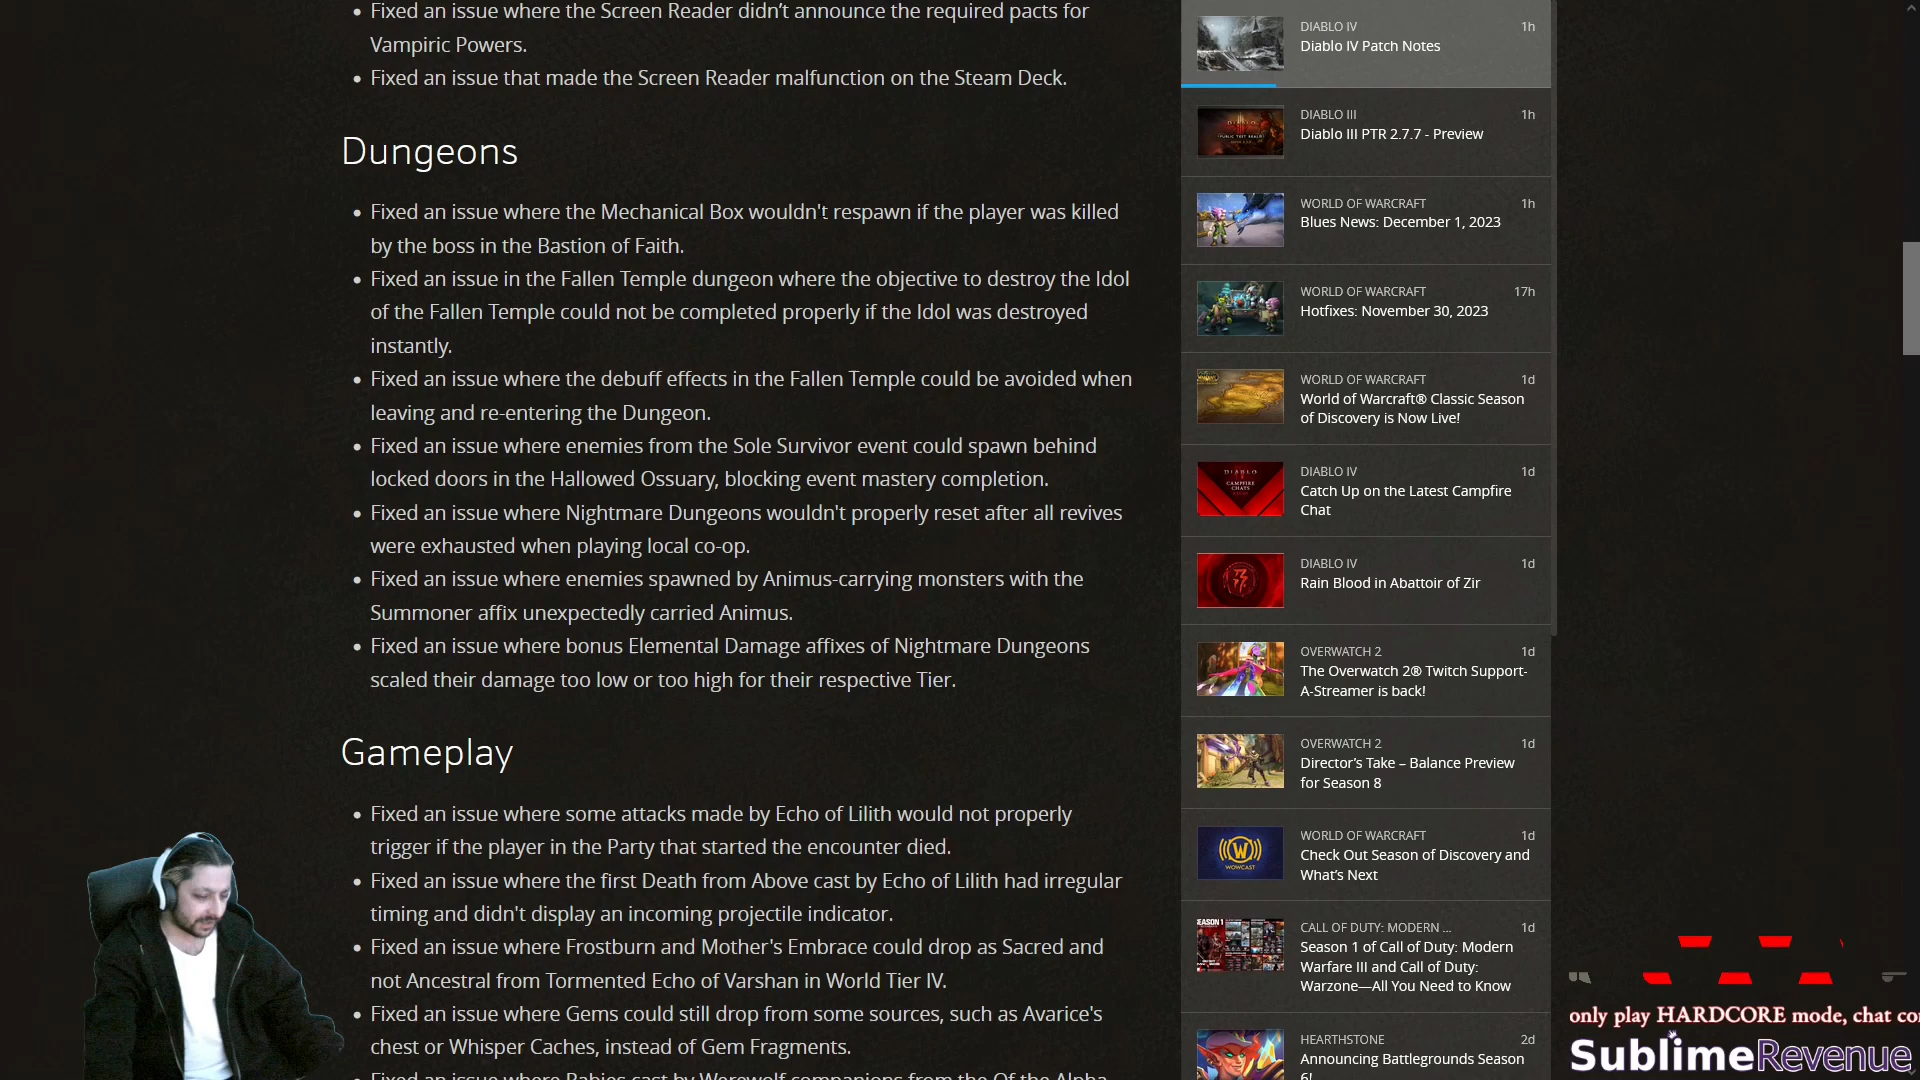 Fixed an issue where the Screen Reader didn’t announce the required pacts for
Vampiric Powers.
Fixed an issue that made the Screen Reader malfunction on the Steam Deck.
Dungeons
Fixed an issue where the Mechanical Box wouldn't respawn if the player was killed
by the boss in the Bastion of Faith.
Fixed an issue in the Fallen Temple dungeon where the objective to destroy the Idol
of the Fallen Temple could not be completed properly if the Idol was destroyed
instantly.
Fixed an issue where the debuff effects in the Fallen Temple could be avoided when
leaving and re-entering the Dungeon.
Fixed an issue where enemies from the Sole Survivor event could spawn behind
locked doors in the Hallowed Ossuary, blocking event mastery completion.
Fixed an issue where Nightmare Dungeons wouldn't properly reset after all revives
were exhausted when playing local co-op.
Fixed an issue where enemies spawned by Animus-carrying monsters with the
Summoner affix unexpectedly carried Animus.
Fixed an issue where bonus Elemental Damage affixes of Nightmare Dungeons
scaled their damage too low or too high for their respective Tier.
Gameplay
Fixed an issue where some attacks made by Echo of Lilith would not properly
trigger if the player in the Party that started the encounter died.
Fixed an issue where the first Death from Above cast by Echo of Lilith had irregular
timing and didn't display an incoming projectile indicator.
Fixed an issue where Frostburn and Mother's Embrace could drop as Sacred and
not Ancestral from Tormented Echo of Varshan in World Tier IV.
Fixed an issue where Gems could still drop from some sources, such as Avarice's
chest or Whisper Caches, instead of Gem Fragments.
Fixed an issue where Rabies cast by Werewolf companions from the Of the Alpha
DIABLO IV 1h
Diablo IV Patch Notes
DIABLO III 1h
Diablo III PTR 2.7.7 - Preview
WORLD OF WARCRAFT 1h
Blues News: December 1, 2023
WORLD OF WARCRAFT 17h
Hotfixes: November 30, 2023
WORLD OF WARCRAFT 1d
World of Warcraft® Classic Season
of Discovery is Now Live!
DIABLO IV 1d
DIABLO
CAMPFIRE
CHATS
Catch Up on the Latest Campfire
Chat
DIABLO IV 1d
Rain Blood in Abattoir of Zir
OVERWATCH 2 1d
The Overwatch 2® Twitch Support-
A-Streamer is back!
OVERWATCH 2 1d
Director’s Take – Balance Preview
for Season 8
WORLD OF WARCRAFT 1d
W
WOWCAST
Check Out Season of Discovery and
What’s Next
CALL OF DUTY: MODERN ... 1d
Season 1 of Call of Duty: Modern
Warfare III and Call of Duty:
Warzone—All You Need to Know
HEARTHSTONE 2d
Announcing Battlegrounds Season
6!
only play HARDCORE mode, chat co
SublimeRevenue